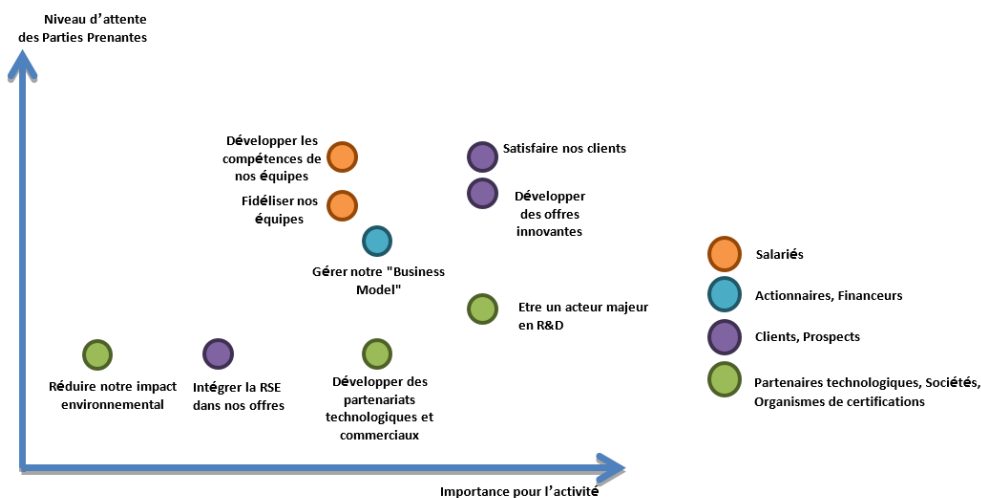 Niveau d’attente
des Parties Prenantes
Développer les
compétences de
nos équipes
Satisfaire nos clients
Fidéliser nos
équipes
Développer
des offres
innovantes
Gérer notre "Business
Model"
Etre un acteur majeur
en R&D
Réduire notre impact
environnemental
Intégrer la RSE
dans nos offres
Développer des
partenariats
technologiques et
commerciaux
Salariés
Actionnaires, Financeurs
Clients, Prospects
Partenaires technologiques, Sociétés,
Organismes de certifications
Importance pour l’activité